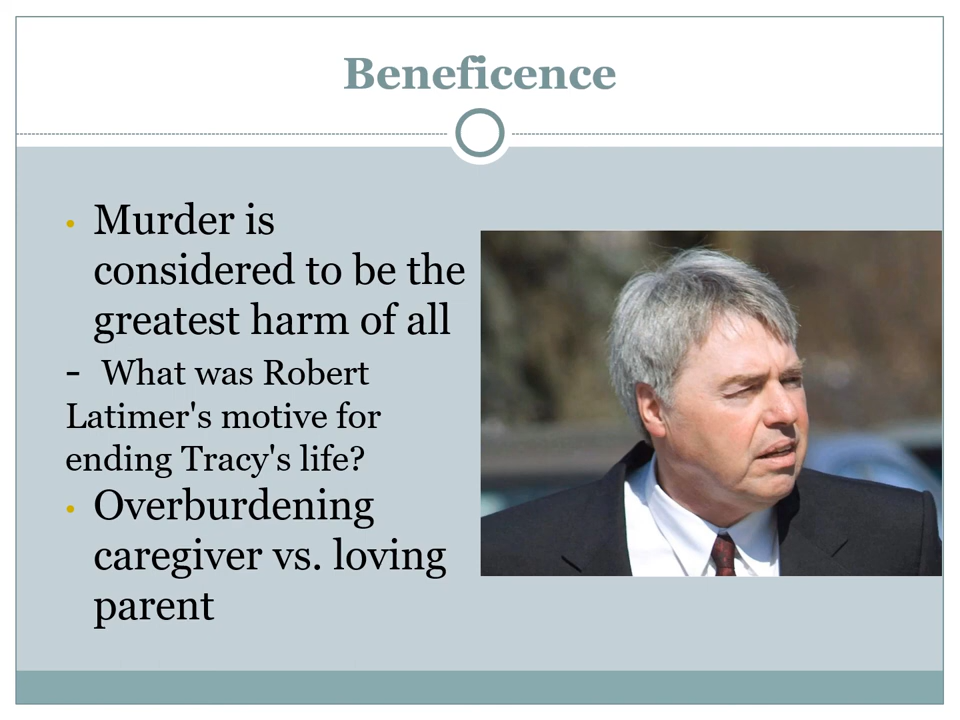 Beneficence
• Murder is
considered to be the
greatest harm of all
- What was Robert
Latimer's motive for
ending Tracy's life?
• Overburdening
caregiver vs. loving
parent